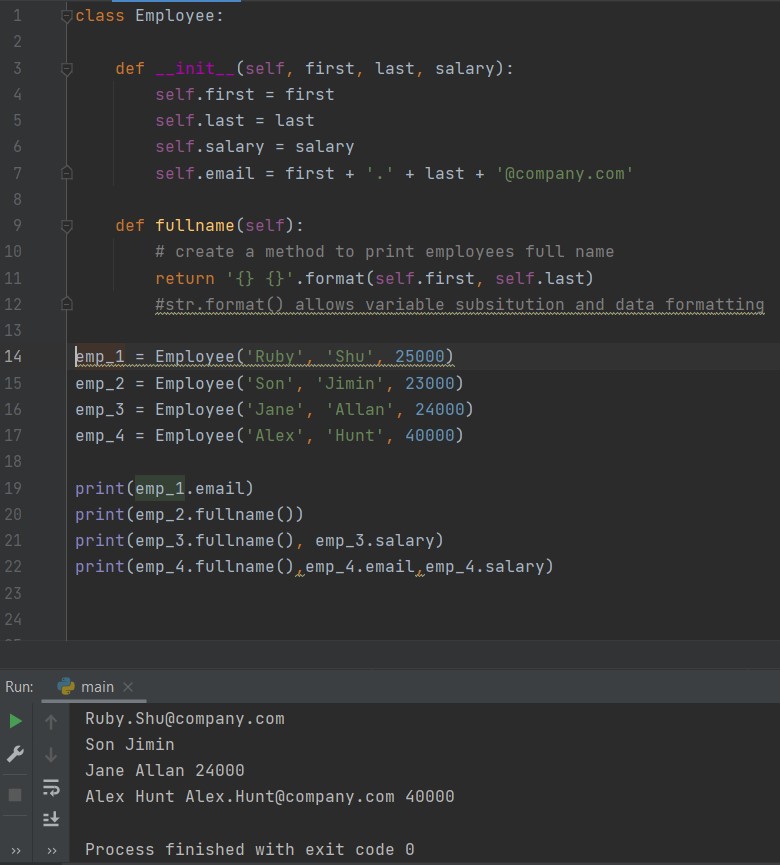 1 class Employee:
2
3 def __init__(self, first, last, salary):
4 self.first = first
5 self.last = last
6 self.salary = salary
7 self.email = first + '.' + last + '@company.com'
8
9 def fullname(self):
10 # create a method to print employees full name
11 return '{} {}'.format(self.first, self.last)
12 #str.format() allows variable subsitution and data formatting
13
14 emp_1 = Employee('Ruby', 'Shu', 25000)
15 emp_2 = Employee('Son', 'Jimin', 23000)
16 emp_3 = Employee('Jane', 'Allan', 24000)
17 emp_4 = Employee('Alex', 'Hunt', 40000)
18
19 print(emp_1.email)
20 print(emp_2.fullname())
21 print(emp_3.fullname(), emp_3.salary)
22 print(emp_4.fullname(),emp_4.email,emp_4.salary)
23
24
Run: main
Ruby.Shu@company.com
Son Jimin
Jane Allan 24000
Alex Hunt Alex.Hunt@company.com 40000
Process finished with exit code 0